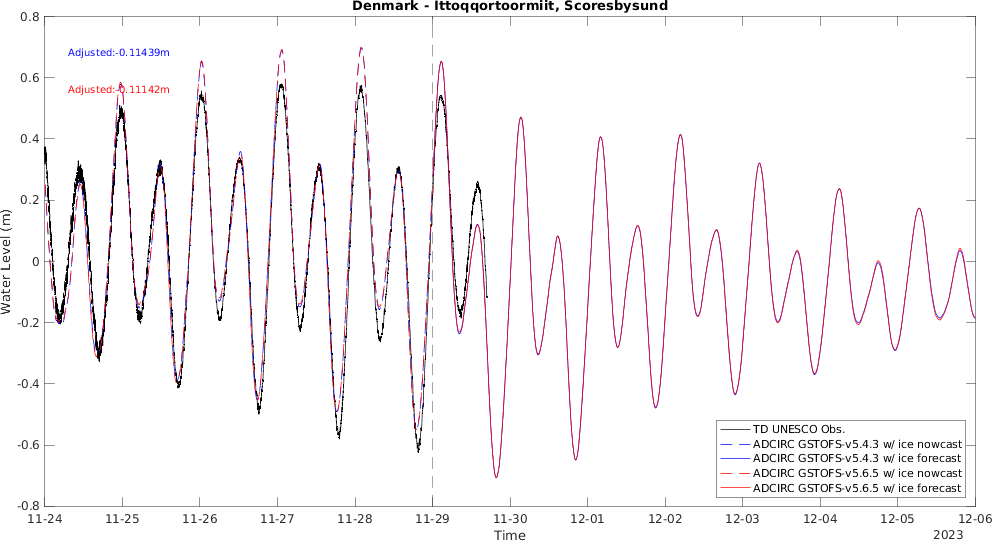 Denmark - Ittoqqortoormiit, Scoresbysund
0.8
0.6
0.4
0.2
0
-0.2
-0.4
-0.6
-0.8
Water Level (m)
Adjusted:-0.11439m
Adjusted:-0.11142m
TD UNESCO Obs.
ADCIRC GSTOFS-v5.4.3 w/ ice nowcast
ADCIRC GSTOFS-v5.4.3 w/ ice forecast
ADCIRC GSTOFS-v5.6.5 w/ ice nowcast
ADCIRC GSTOFS-v5.6.5 w/ ice forecast
11-24 11-25 11-26 11-27 11-28 11-29 11-30 12-01 12-02 12-03 12-04 12-05 12-06
Time
2023